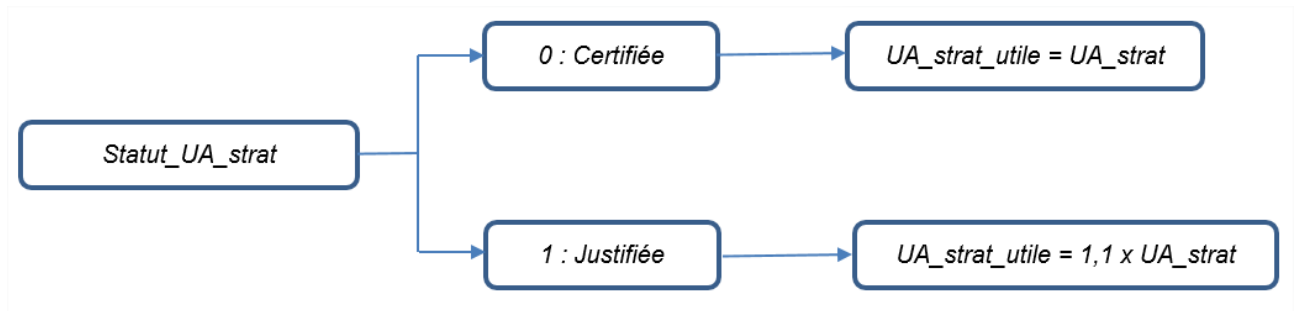 0 : Certifiée
UA_strat_utile = UA_strat
Statut_UA_strat
1 : Justifiée
UA_strat_utile = 1,1 x UA_strat